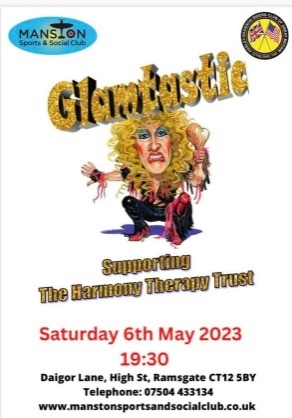 MANSTON
Sports & Social Club
Glamtastic
Supporting
The Harmony Therapy Trust
Saturday 6th May 2023
19:30
Daigor Lane, High St, Ramsgate CT12 5BY
Telephone: 07504 433134
www.manstonsportsandsocialclub.co.uk